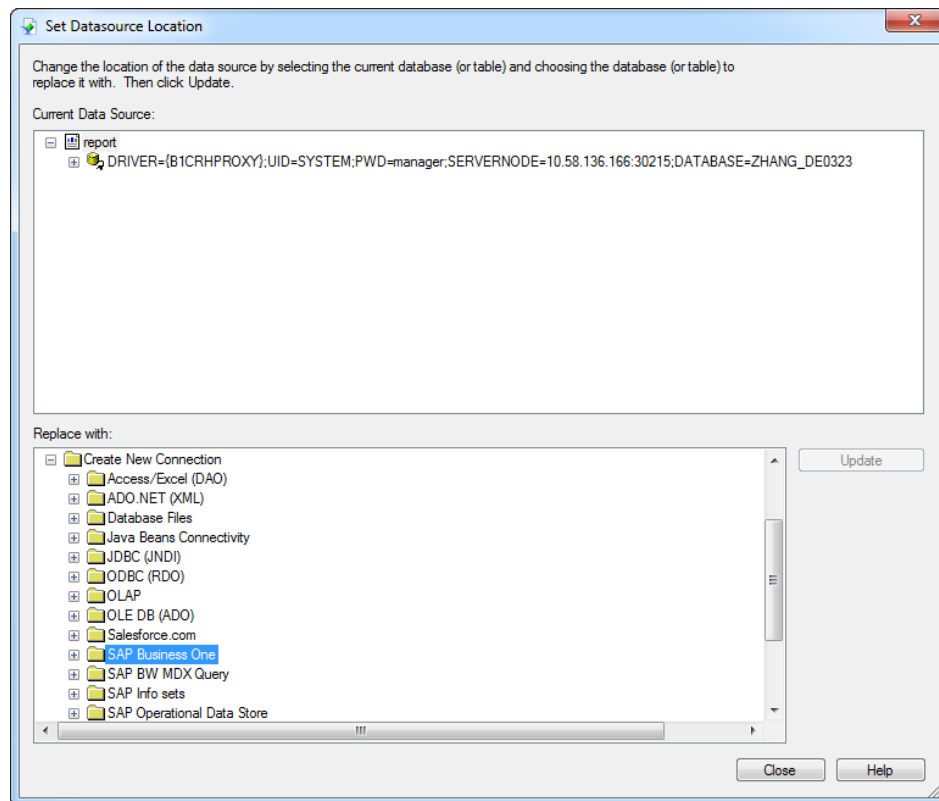 Set Datasource Location
Change the location of the data source by selecting the current database (or table) and choosing the database (or table) to
replace it with. Then click Update.
Current Data Source:
report
DRIVER={B1CRHPROXY};UID=SYSTEM;PWD=manager;SERVERNODE=10.58.136.166:30215;DATABASE=ZHANG_DE0323
Replace with:
Create New Connection
Update
Access/Excel (DAO)
ADO.NET (XML)
Database Files
Java Beans Connectivity
JDBC (JNDI)
ODBC (RDO)
OLAP
OLE DB (ADO)
Salesforce.com
SAP Business One
SAP BW MDX Query
SAP Info sets
SAP Operational Data Store
Close
Help